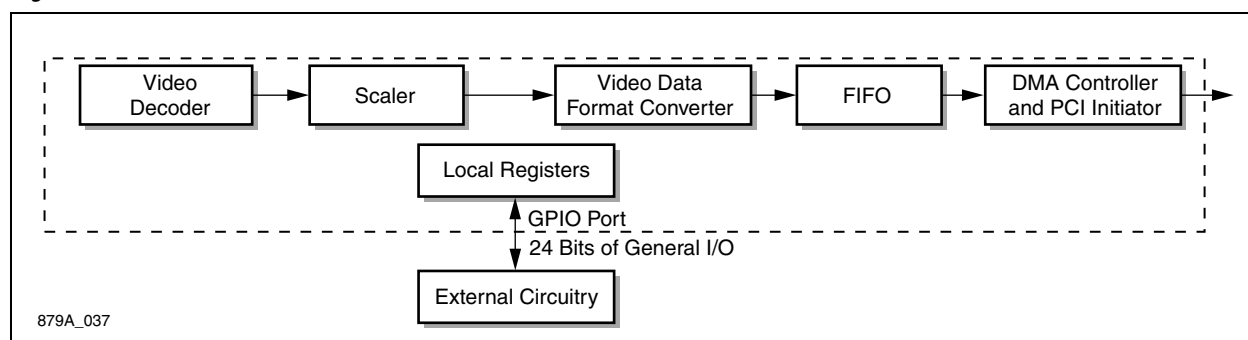 Video
Decoder
Scaler
Video Data
Format Converter
FIFO
DMA Controller
and PCI Initiator
Local Registers
GPIO Port
24 Bits of General I/O
External Circuitry
879A_037